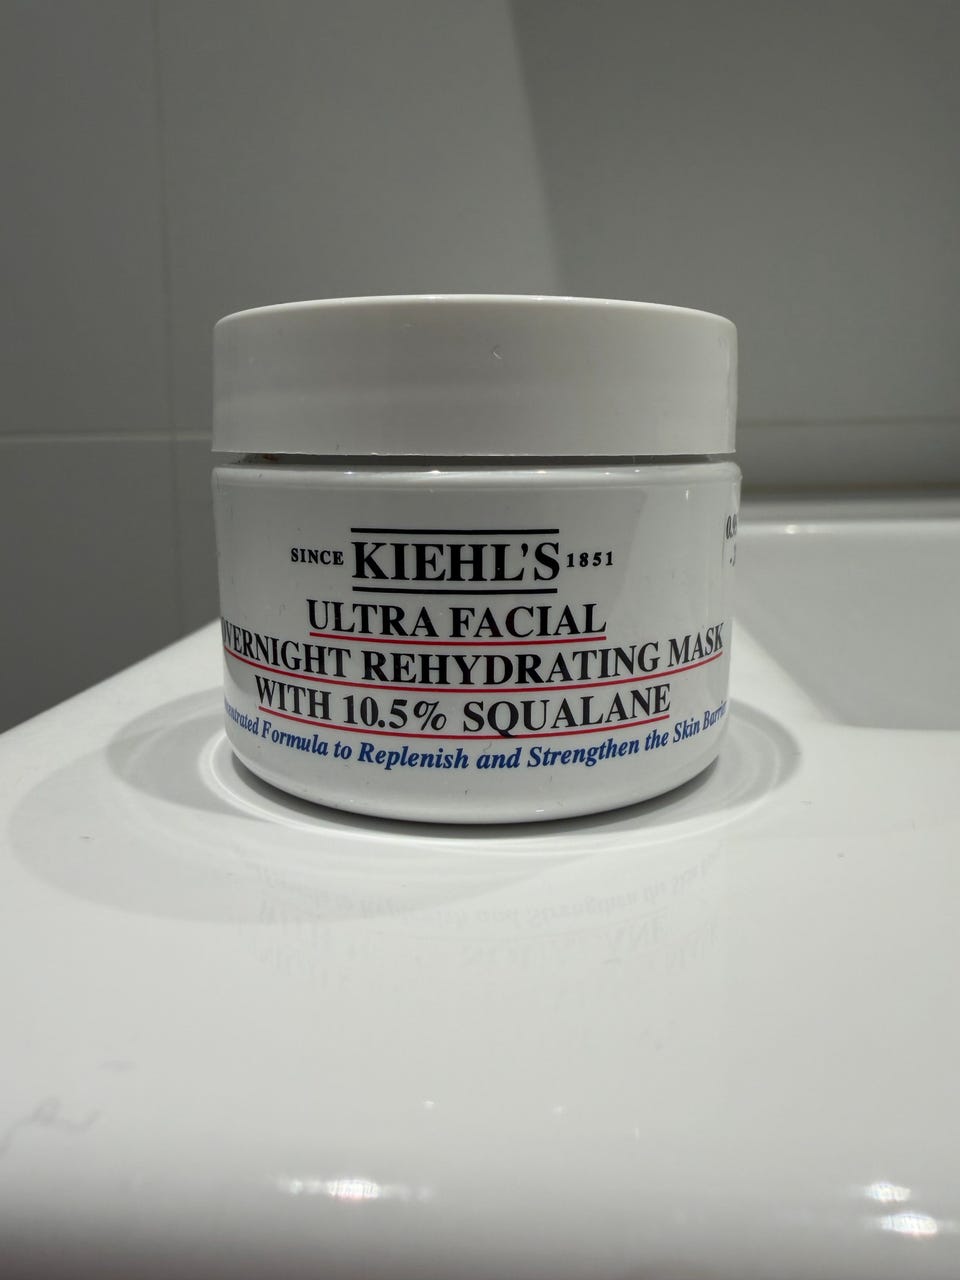 SINCE KIEHL'S 1851
ULTRA FACIAL
OVERNIGHT REHYDRATING MASK
WITH 10.5% SQUALANE
Formula to Replenish and Strengthen the Skin Barrier